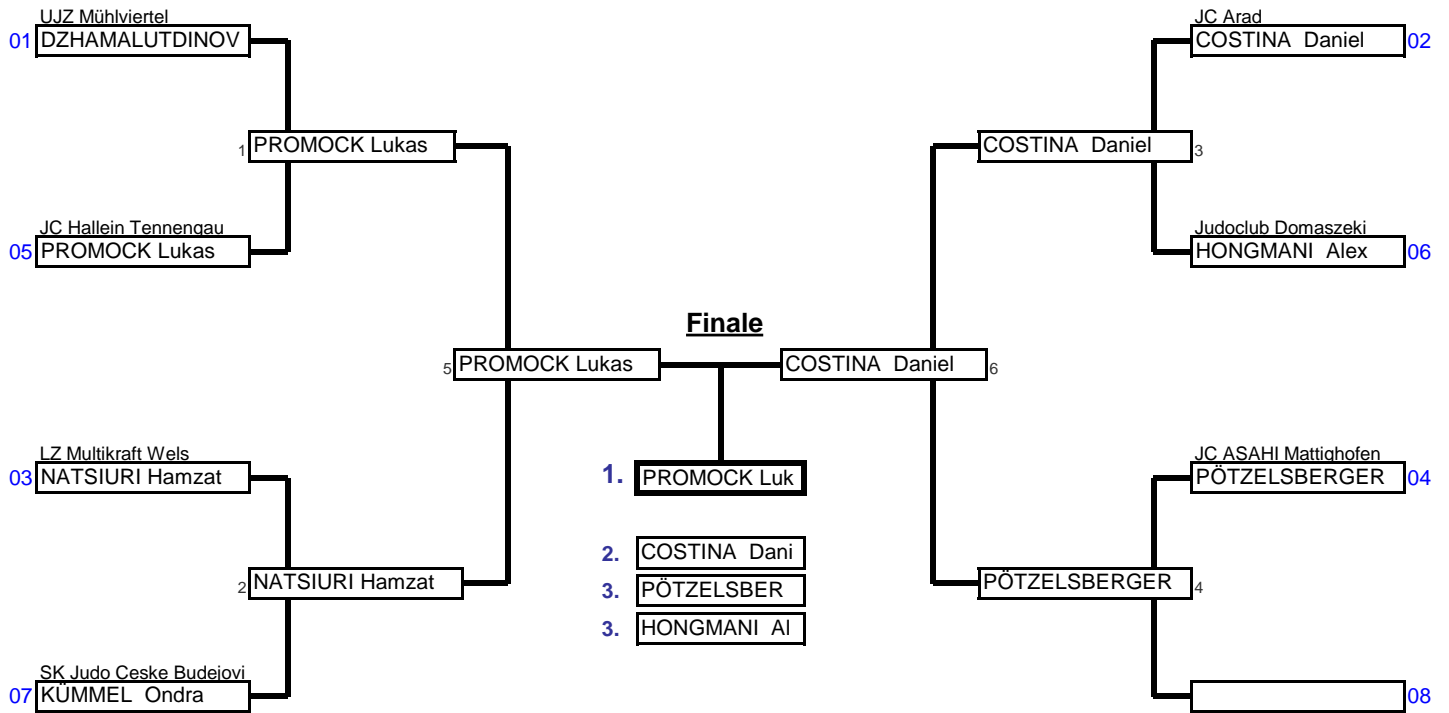 UJZ Mühlviertel
01 DZHAMALUTDINOV
JC Arad
COSTINA Daniel 02
1 PROMOCK Lukas
COSTINA Daniel 3
JC Hallein Tennengau
05 PROMOCK Lukas
Judoclub Domaszeki
HONGMANI Alex 06
Finale
5 PROMOCK Lukas
COSTINA Daniel 6
LZ Multikraft Wels
03 NATSIURI Hamzat
1. PROMOCK Luk
JC ASAHI Mattighofen
PÖTZELSBERGER 04
2. COSTINA Dani
3. PÖTZELSBER
3. HONGMANI Al
2 NATSIURI Hamzat
PÖTZELSBERGER 4
SK Judo Ceske Budejovi
07 KÜMMEL Ondra
08